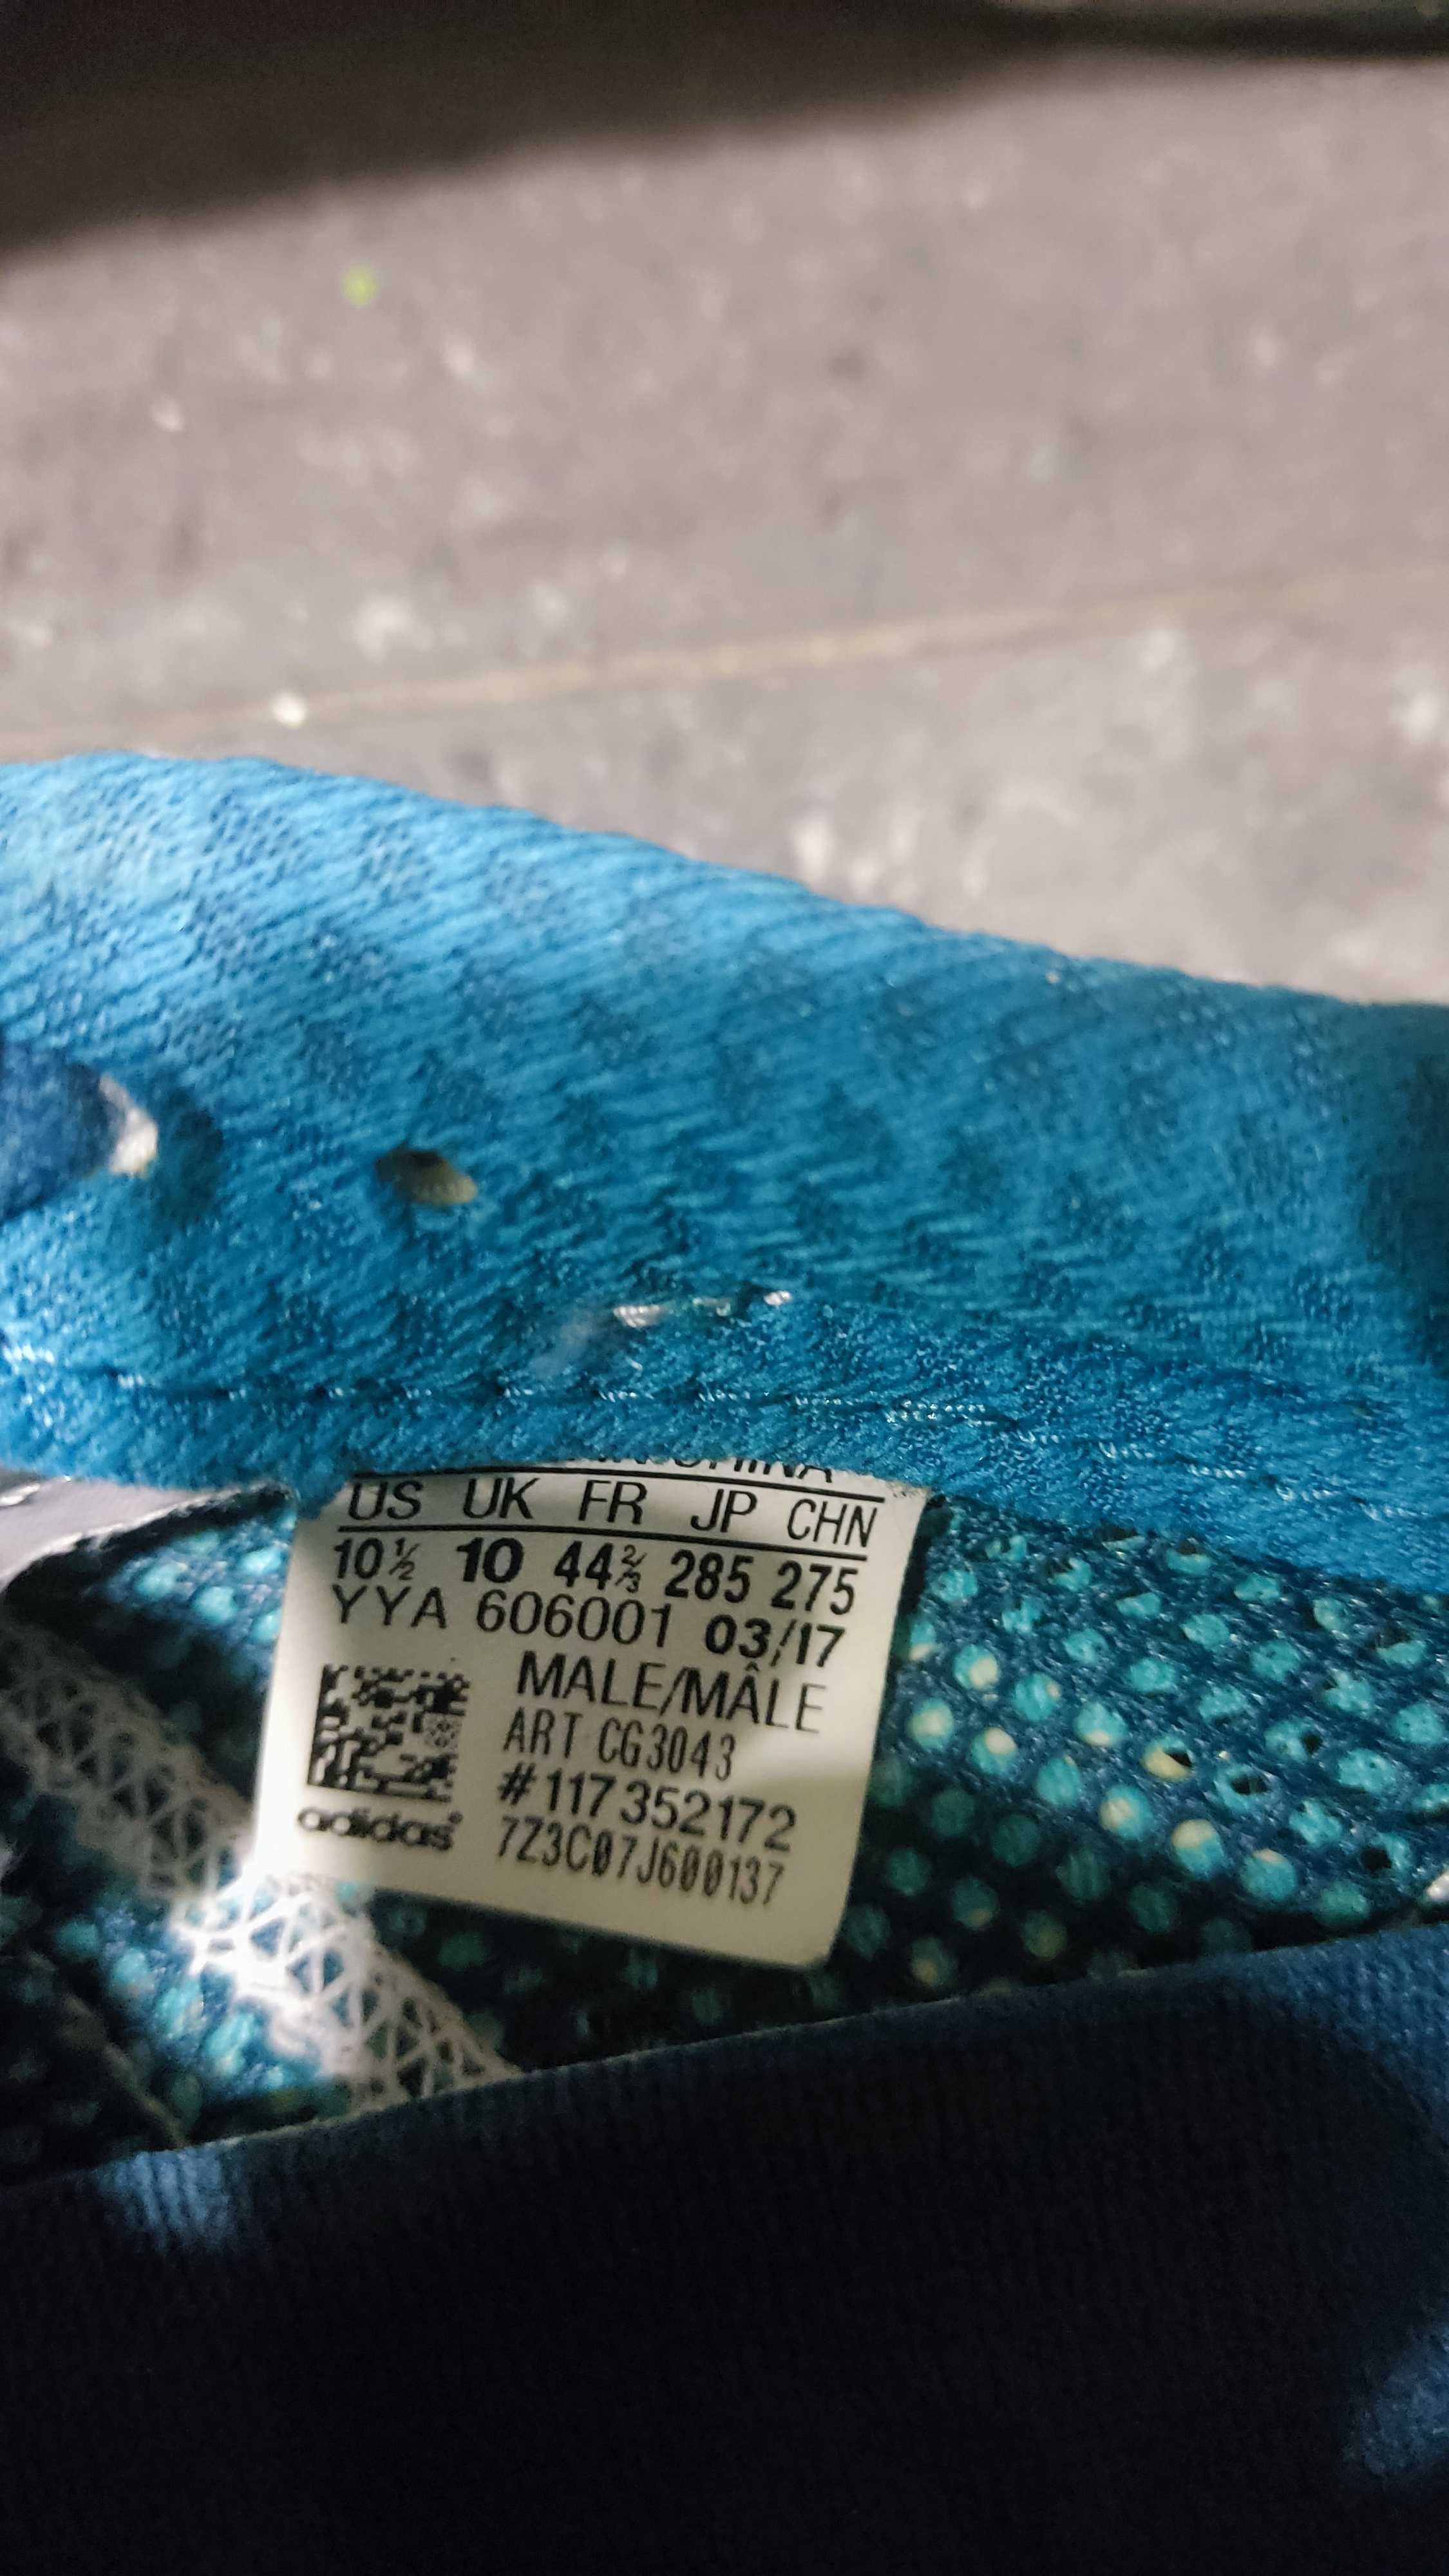 CHINA
US UK FR JP CHN
10½ 10 44⅔ 285 275
YYA 606001 03/17
MALE/MÂLE
ART CG3043
#117352172
adidas
7Z3C07J600137